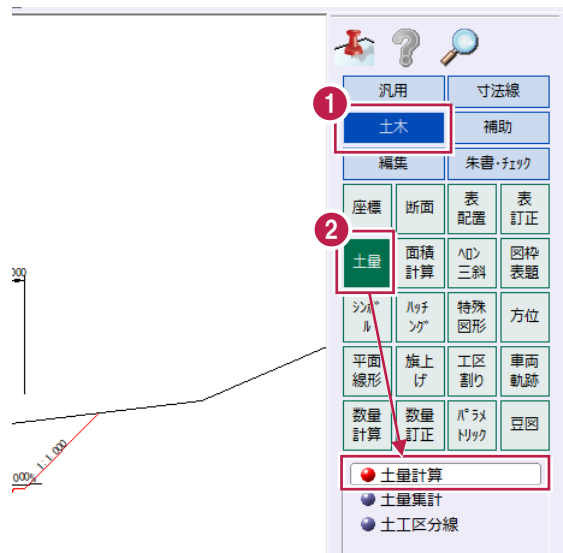 汎用 寸法線
1
土木 補助
編集 朱書・ﾁｪｯｸ
座標 断面 表配置 表訂正
2
土量 面積計算 ﾍﾛﾝ三斜 図枠表題
ｼﾝﾎﾞﾙ ﾊｯﾁﾝｸﾞ 特殊図形 方位
平面線形 旗上げ 工区割り 車両軌跡
数量計算 数量訂正 ﾊﾟﾗﾒﾄﾘｯｸ 豆図
土量計算
土量集計
土工区分線
1:1.000